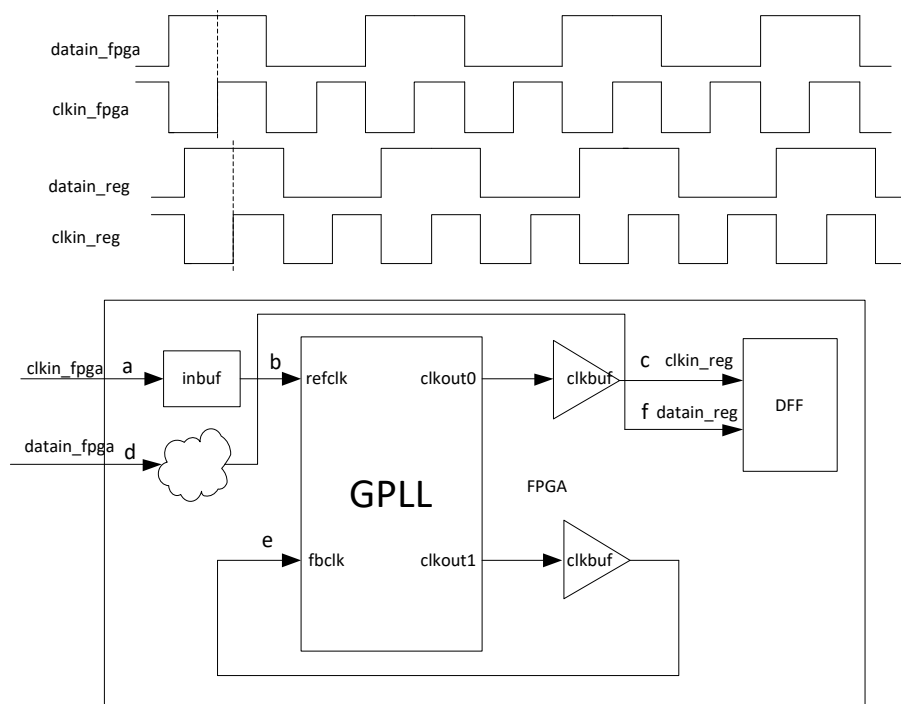 datain_fpga
clkin_fpga
datain_reg
clkin_reg
clkin_fpga
a
inbuf
b
refclk
clkout0
clkbuf
c
clkin_reg
DFF
f
datain_reg
datain_fpga
d
GPLL
FPGA
e
fbclk
clkout1
clkbuf